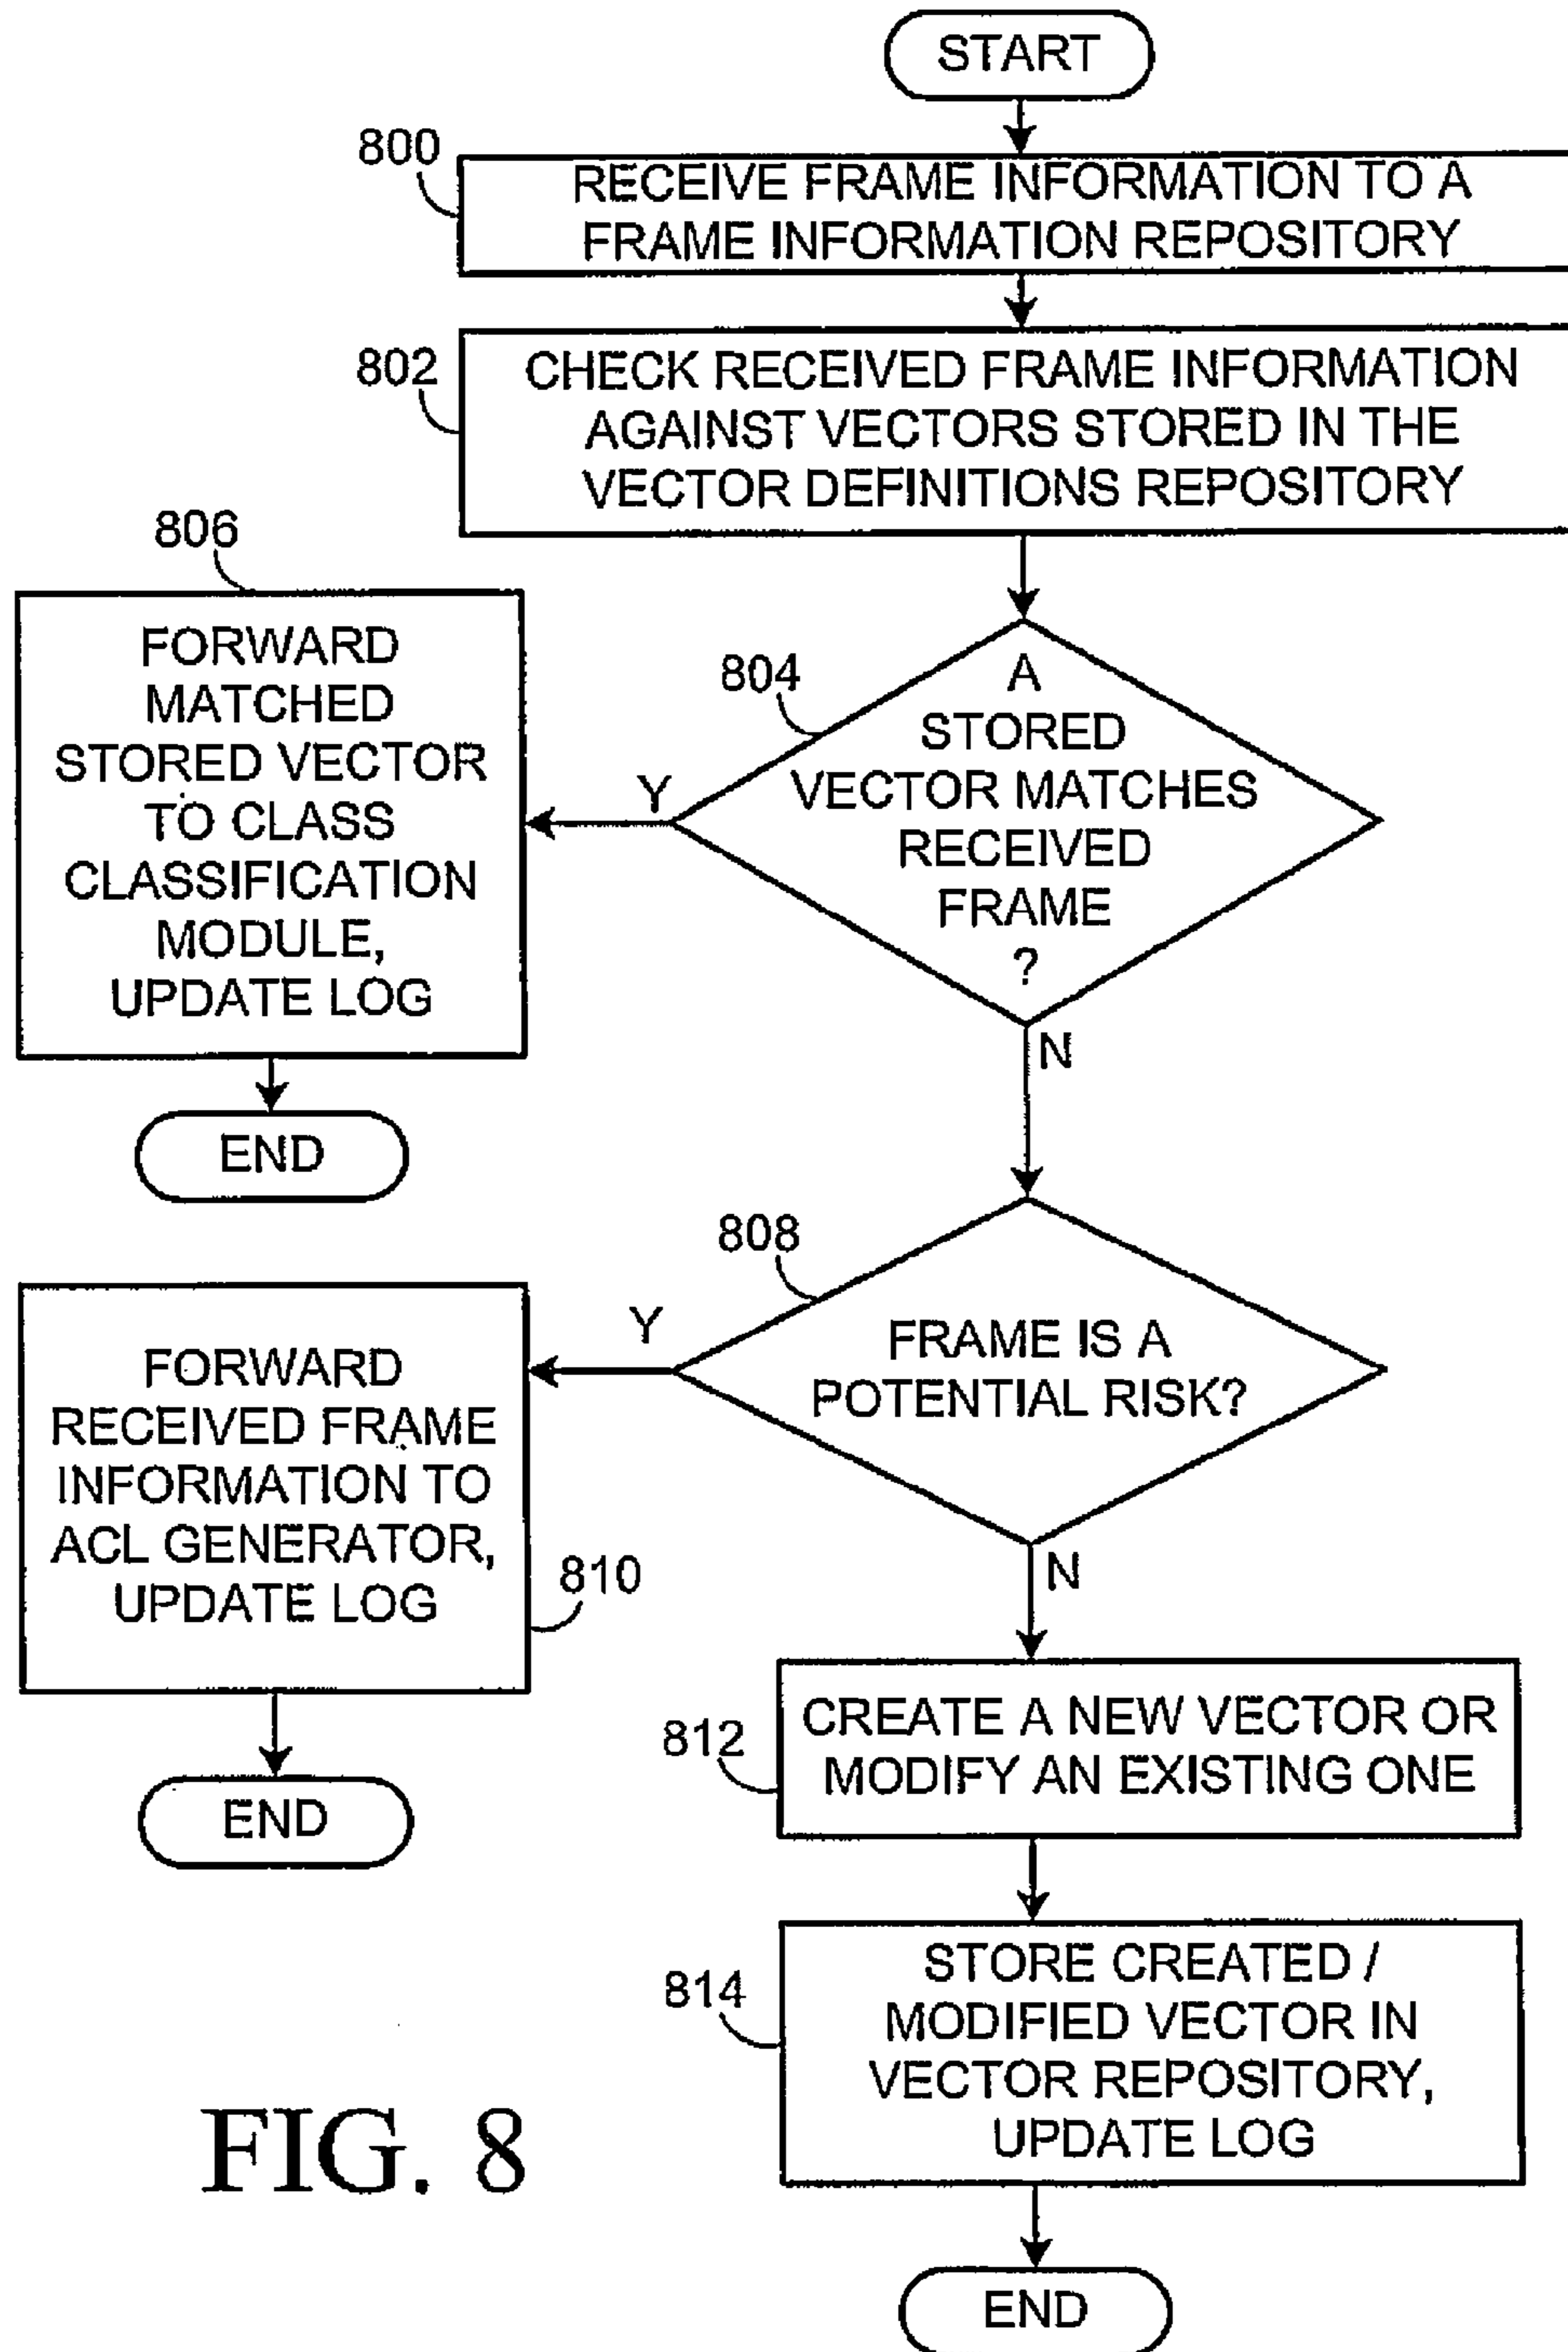 START
800
RECEIVE FRAME INFORMATION TO A
FRAME INFORMATION REPOSITORY
802
CHECK RECEIVED FRAME INFORMATION
AGAINST VECTORS STORED IN THE
VECTOR DEFINITIONS REPOSITORY
806
FORWARD
MATCHED
STORED VECTOR
TO CLASS
CLASSIFICATION
MODULE,
UPDATE LOG
END
804
A
STORED
VECTOR MATCHES
RECEIVED
FRAME
?
Y
N
808
FRAME IS A
POTENTIAL RISK?
Y
N
FORWARD
RECEIVED FRAME
INFORMATION TO
ACL GENERATOR,
UPDATE LOG
810
END
812
CREATE A NEW VECTOR OR
MODIFY AN EXISTING ONE
814
STORE CREATED /
MODIFIED VECTOR IN
VECTOR REPOSITORY,
UPDATE LOG
END
FIG. 8